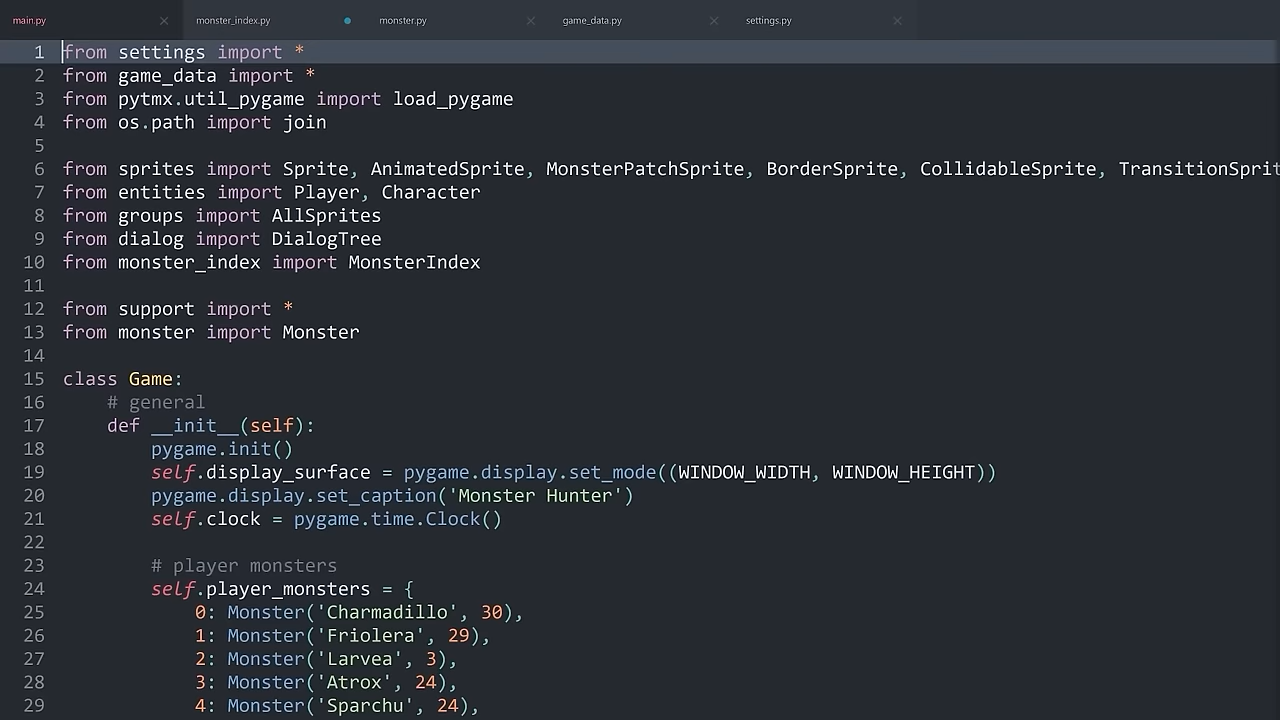 main.py monster_index.py monster.py game_data.py settings.py
1 from settings import *
2 from game_data import *
3 from pytmx.util_pygame import load_pygame
4 from os.path import join
5
6 from sprites import Sprite, AnimatedSprite, MonsterPatchSprite, BorderSprite, CollidableSprite, TransitionSprit
7 from entities import Player, Character
8 from groups import AllSprites
9 from dialog import DialogTree
10 from monster_index import MonsterIndex
11
12 from support import *
13 from monster import Monster
14
15 class Game:
16     # general
17     def __init__(self):
18         pygame.init()
19         self.display_surface = pygame.display.set_mode((WINDOW_WIDTH, WINDOW_HEIGHT))
20         pygame.display.set_caption('Monster Hunter')
21         self.clock = pygame.time.Clock()
22
23         # player monsters
24         self.player_monsters = {
25             0: Monster('Charmadillo', 30),
26             1: Monster('Friolera', 29),
27             2: Monster('Larvea', 3),
28             3: Monster('Atrox', 24),
29             4: Monster('Sparchu', 24),